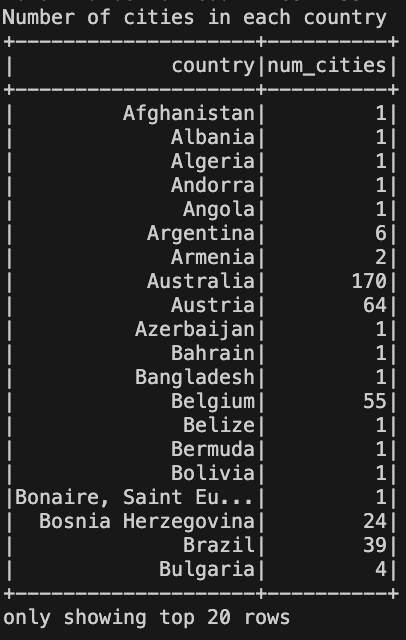 Number of cities in each country
+--------------------+----------+
|             country|num_cities|
+--------------------+----------+
|         Afghanistan|         1|
|             Albania|         1|
|             Algeria|         1|
|             Andorra|         1|
|              Angola|         1|
|           Argentina|         6|
|             Armenia|         2|
|           Australia|       170|
|             Austria|        64|
|          Azerbaijan|         1|
|             Bahrain|         1|
|          Bangladesh|         1|
|             Belgium|        55|
|              Belize|         1|
|             Bermuda|         1|
|             Bolivia|         1|
|Bonaire, Saint Eu...|         1|
|  Bosnia Herzegovina|        24|
|              Brazil|        39|
|            Bulgaria|         4|
+--------------------+----------+
only showing top 20 rows